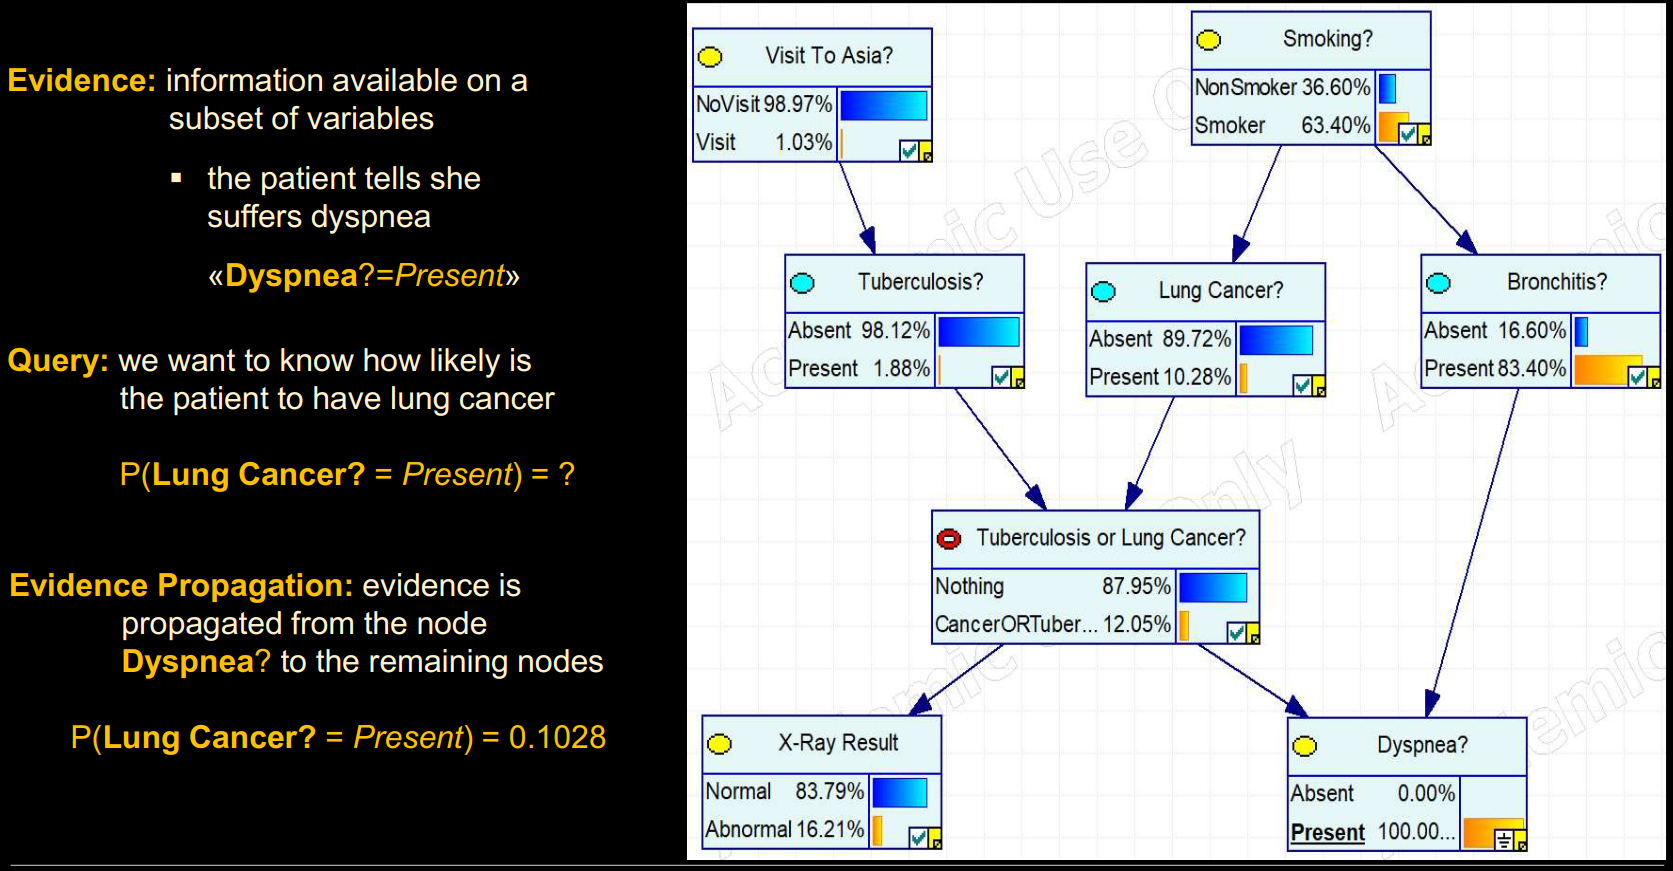 Evidence: information available on a
subset of variables
▪ the patient tells she
suffers dyspnea
«Dyspnea?=Present»
Query: we want to know how likely is
the patient to have lung cancer
P(Lung Cancer? = Present) = ?
Evidence Propagation: evidence is
propagated from the node
Dyspnea? to the remaining nodes
P(Lung Cancer? = Present) = 0.1028
Visit To Asia?
NoVisit 98.97%
Visit 1.03%
Smoking?
NonSmoker 36.60%
Smoker 63.40%
Tuberculosis?
Absent 98.12%
Present 1.88%
Lung Cancer?
Absent 89.72%
Present 10.28%
Bronchitis?
Absent 16.60%
Present 83.40%
Tuberculosis or Lung Cancer?
Nothing 87.95%
CancerORTuber... 12.05%
X-Ray Result
Normal 83.79%
Abnormal 16.21%
Dyspnea?
Absent 0.00%
Present 100.00...